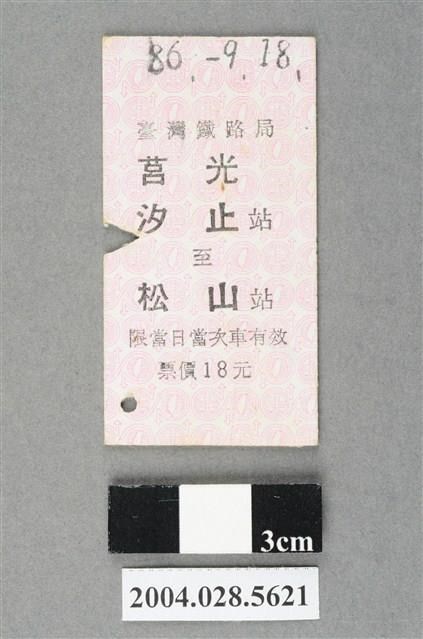 86.-9.18.
臺灣鐵路局
莒光
汐止站
至
松山站
限當日當次車有效
票價18元
3cm
2004.028.5621